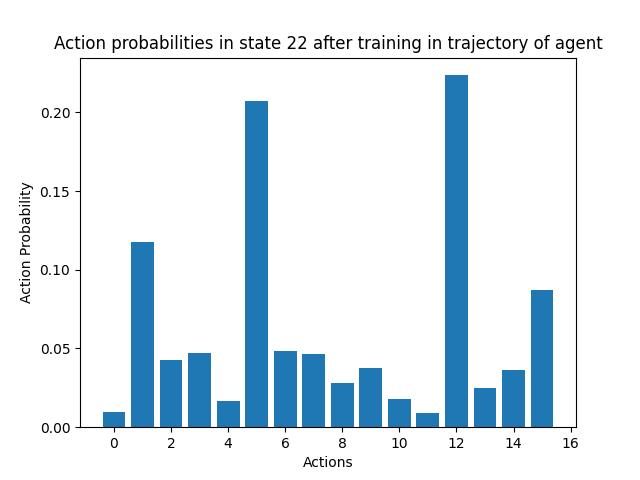 Action probabilities in state 22 after training in trajectory of agent
0.20
0.15
0.10
0.05
0.00
Action Probability
0 2 4 6 8 10 12 14 16
Actions